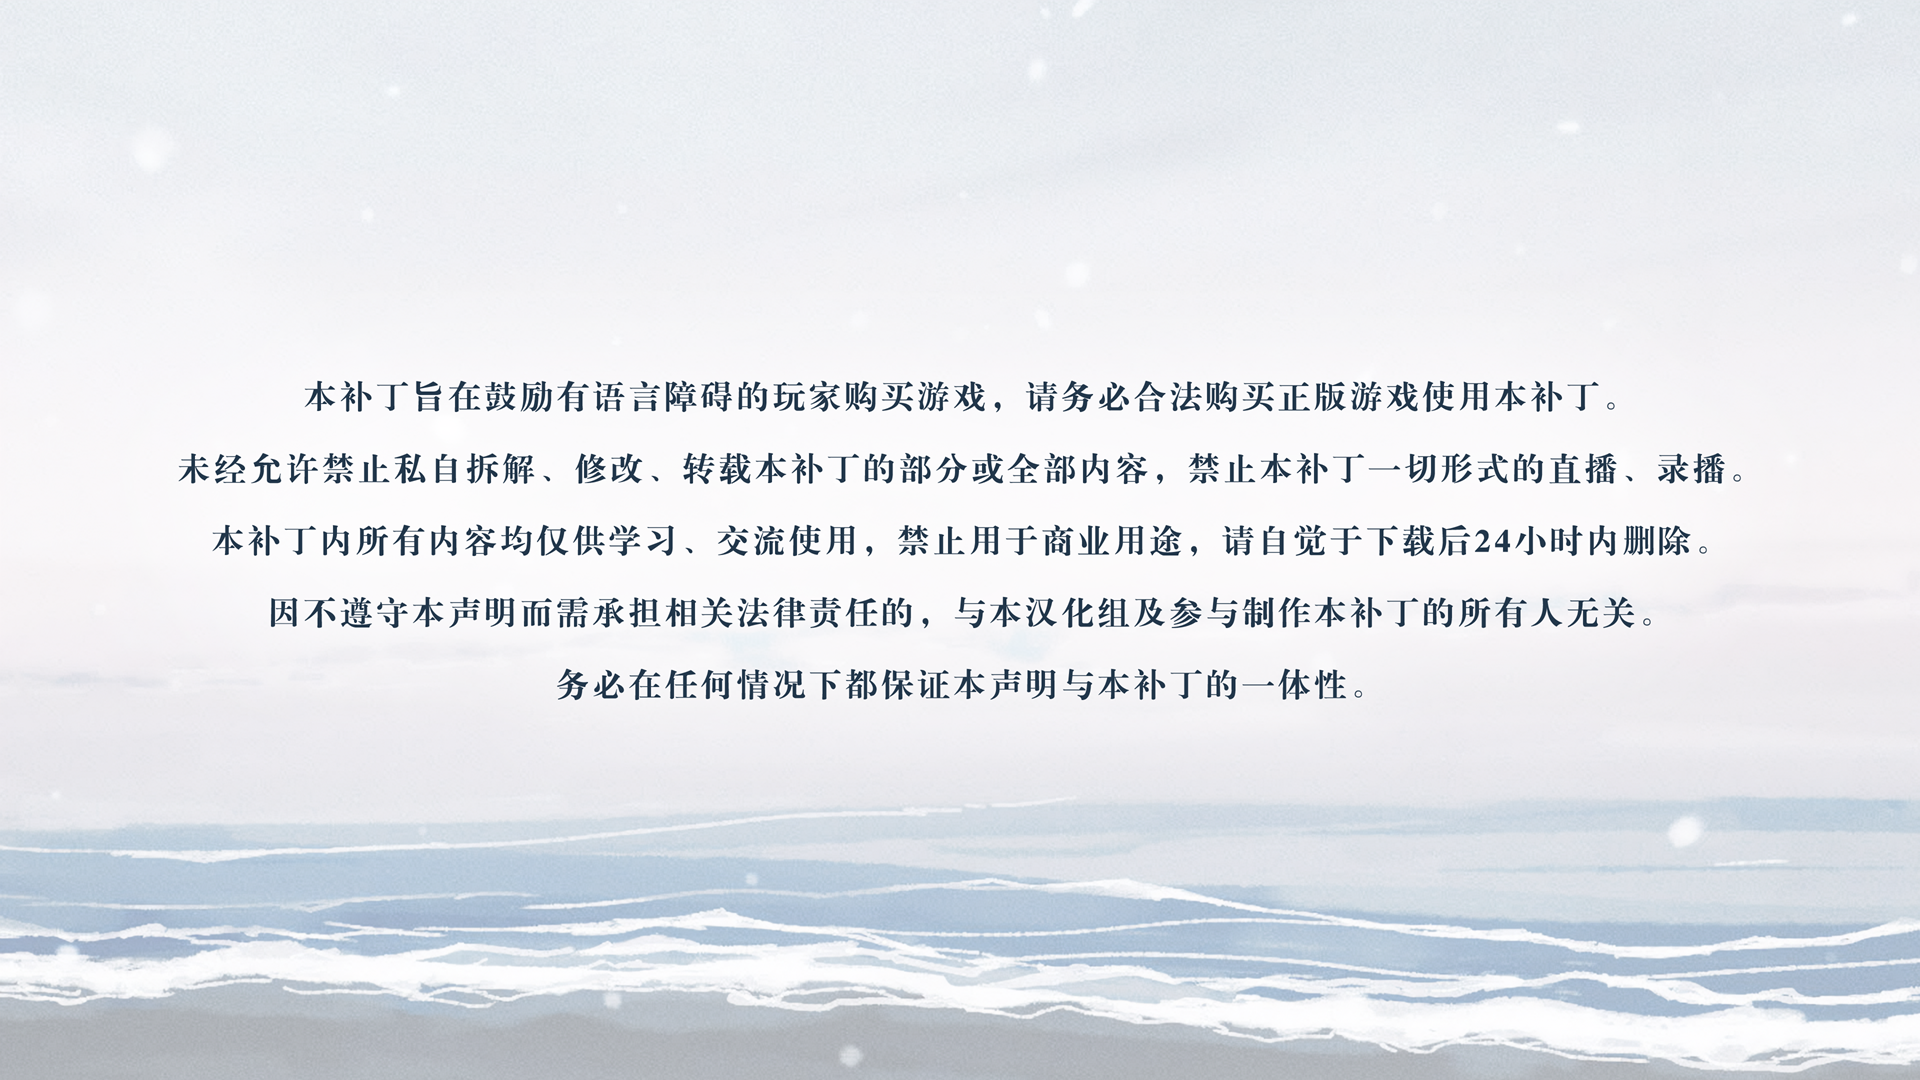 本补丁旨在鼓励有语言障碍的玩家购买游戏，请务必合法购买正版游戏使用本补丁。
未经允许禁止私自拆解、修改、转载本补丁的部分或全部内容，禁止本补丁一切形式的直播、录播。
本补丁内所有内容均仅供学习、交流使用，禁止用于商业用途，请自觉于下载后24小时内删除。
因不遵守本声明而需承担相关法律责任的，与本汉化组及参与制作本补丁的所有人无关。
务必在任何情况下都保证本声明与本补丁的一体性。